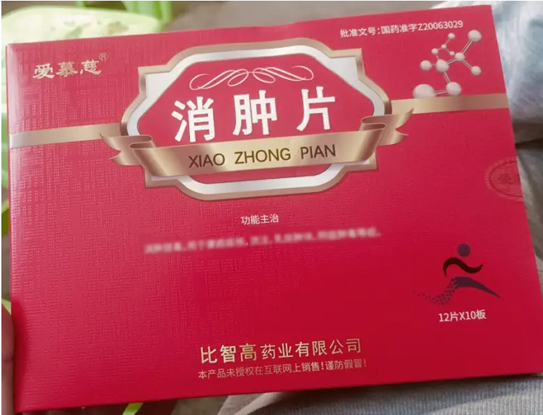 批准文号:国药准字Z20063029
爱慕慈®
消肿片
XIAO ZHONG PIAN
功能主治
12片X10板
比智高药业有限公司
本产品未授权在互联网上销售!谨防假冒!